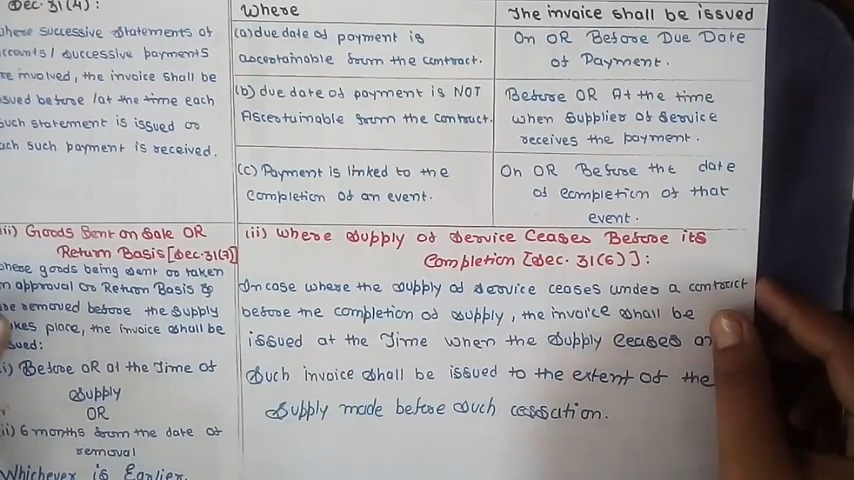 Sec. 31(4):
where successive statements of
accounts / successive payments
are involved, the invoice shall be
issued before /at the time each
such statement is issued or
each such payment is received.
Where
The invoice shall be issued
(a) due date of payment is
ascertainable from the contract.
On OR Before Due Date
of Payment.
(b) due date of payment is NOT
Ascertainable from the contract.
Before OR At the time
when Supplier of Service
receives the payment.
(c) Payment is linked to the
completion of an event.
On OR Before the date
of completion of that
event.
iii) Goods Sent on Sale OR
Return Basis [Sec. 31(7)]
where goods being sent or taken
on approval or Return Basis &
are removed before the Supply
takes place, the invoice shall be
issued:
i) Before OR at the Time of
Supply
OR
ii) 6 months from the date of
removal
Whichever is Earlier.
(ii) Where Supply of Service Ceases Before its
Completion [Sec. 31(6)]:
In case where the supply of service ceases under a contract
before the completion of supply, the invoice shall be
issued at the Time when the Supply Ceases
Such invoice shall be issued to the extent of the
Supply made before such cessation.